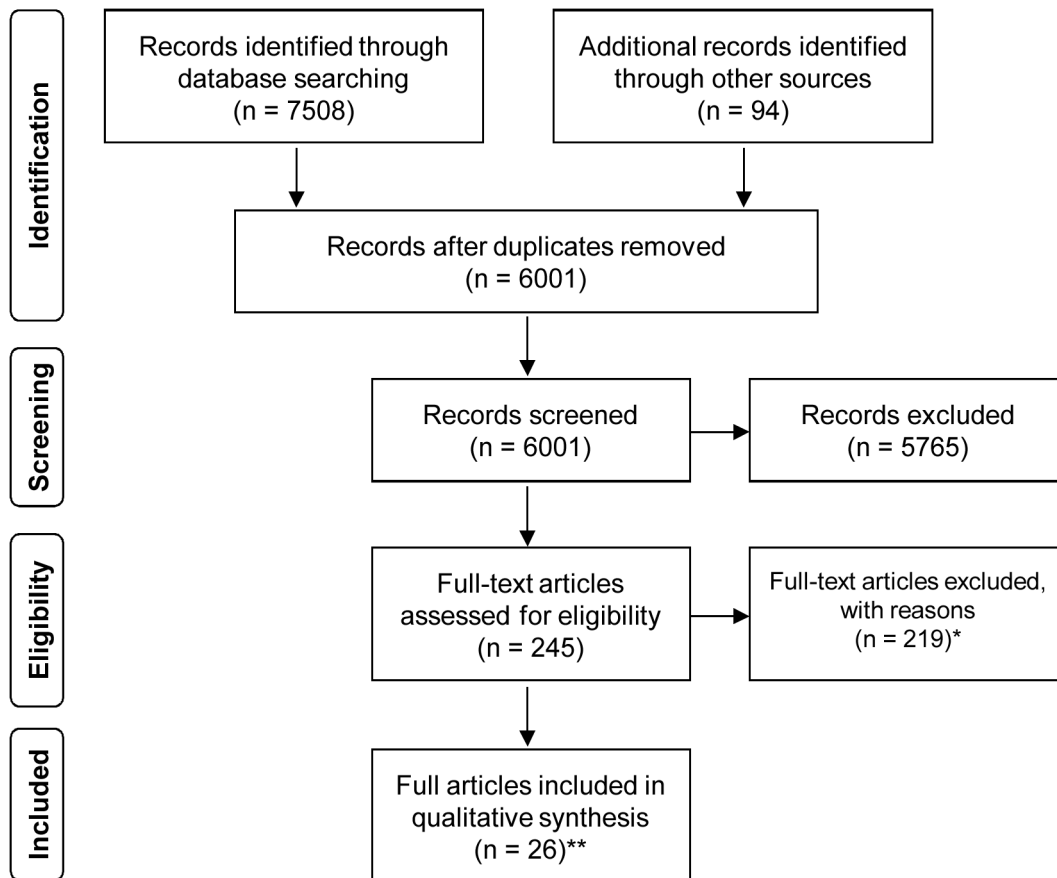 Identification
Records identified through
database searching
(n = 7508)
Additional records identified
through other sources
(n = 94)
Records after duplicates removed
(n = 6001)
Screening
Records screened
(n = 6001)
Records excluded
(n = 5765)
Eligibility
Full-text articles
assessed for eligibility
(n = 245)
Full-text articles excluded,
with reasons
(n = 219)*
Included
Full articles included in
qualitative synthesis
(n = 26)**